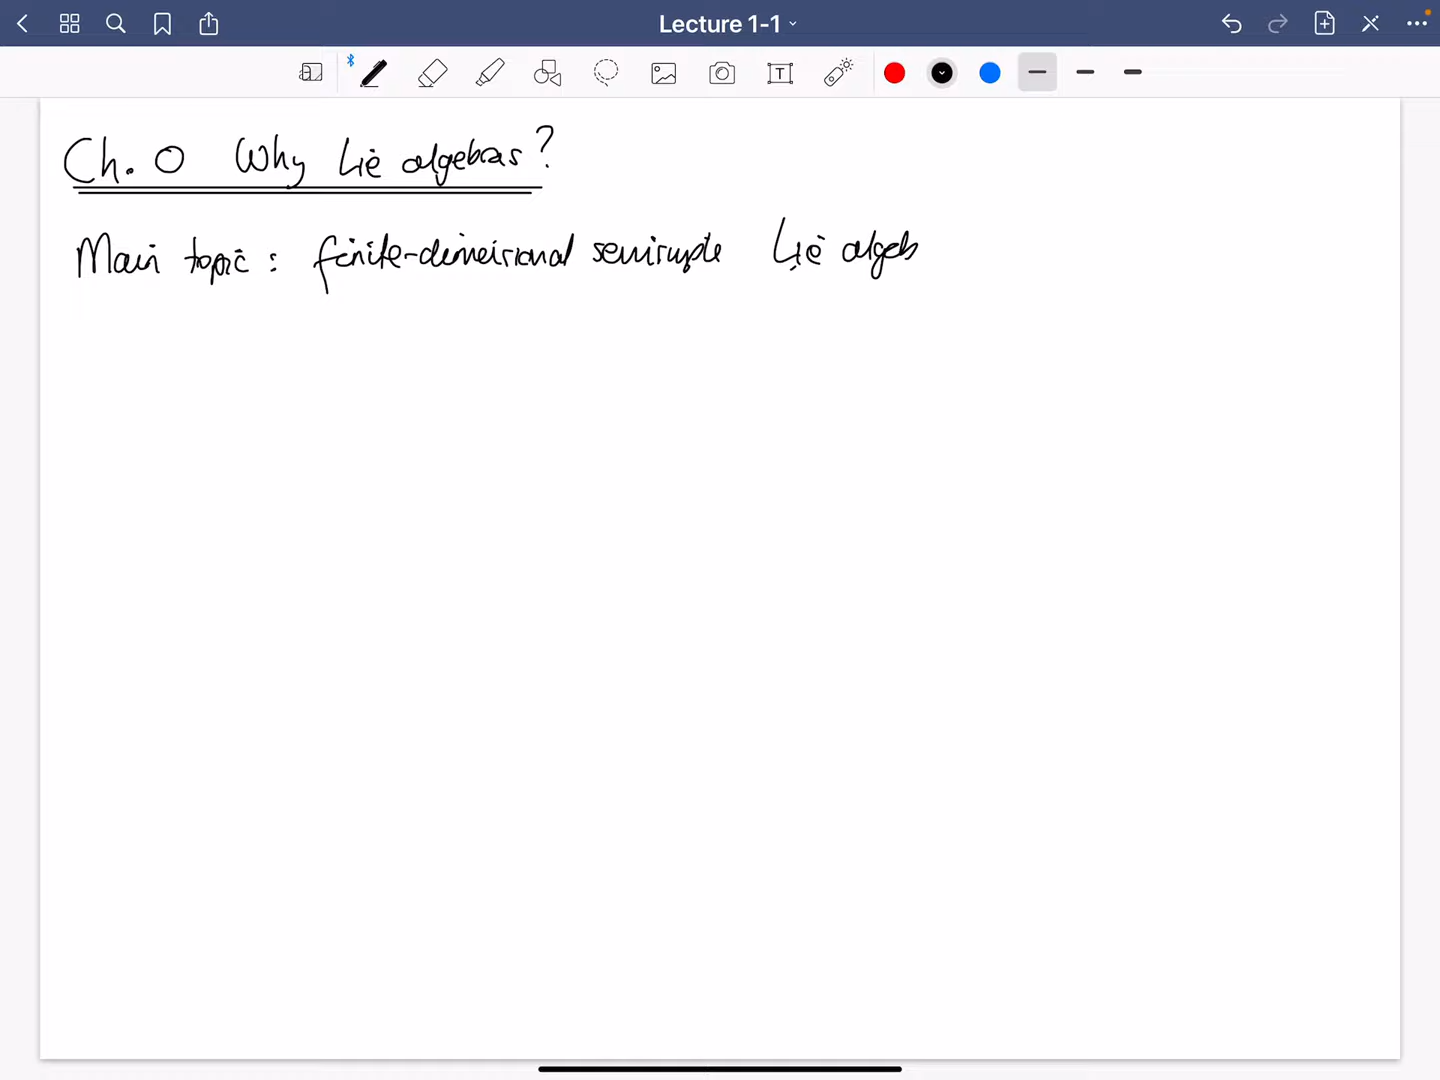 Lecture 1-1
Ch. 0 Why Lie algebras?
Main topic: finite-dimensional semisimple Lie algeb